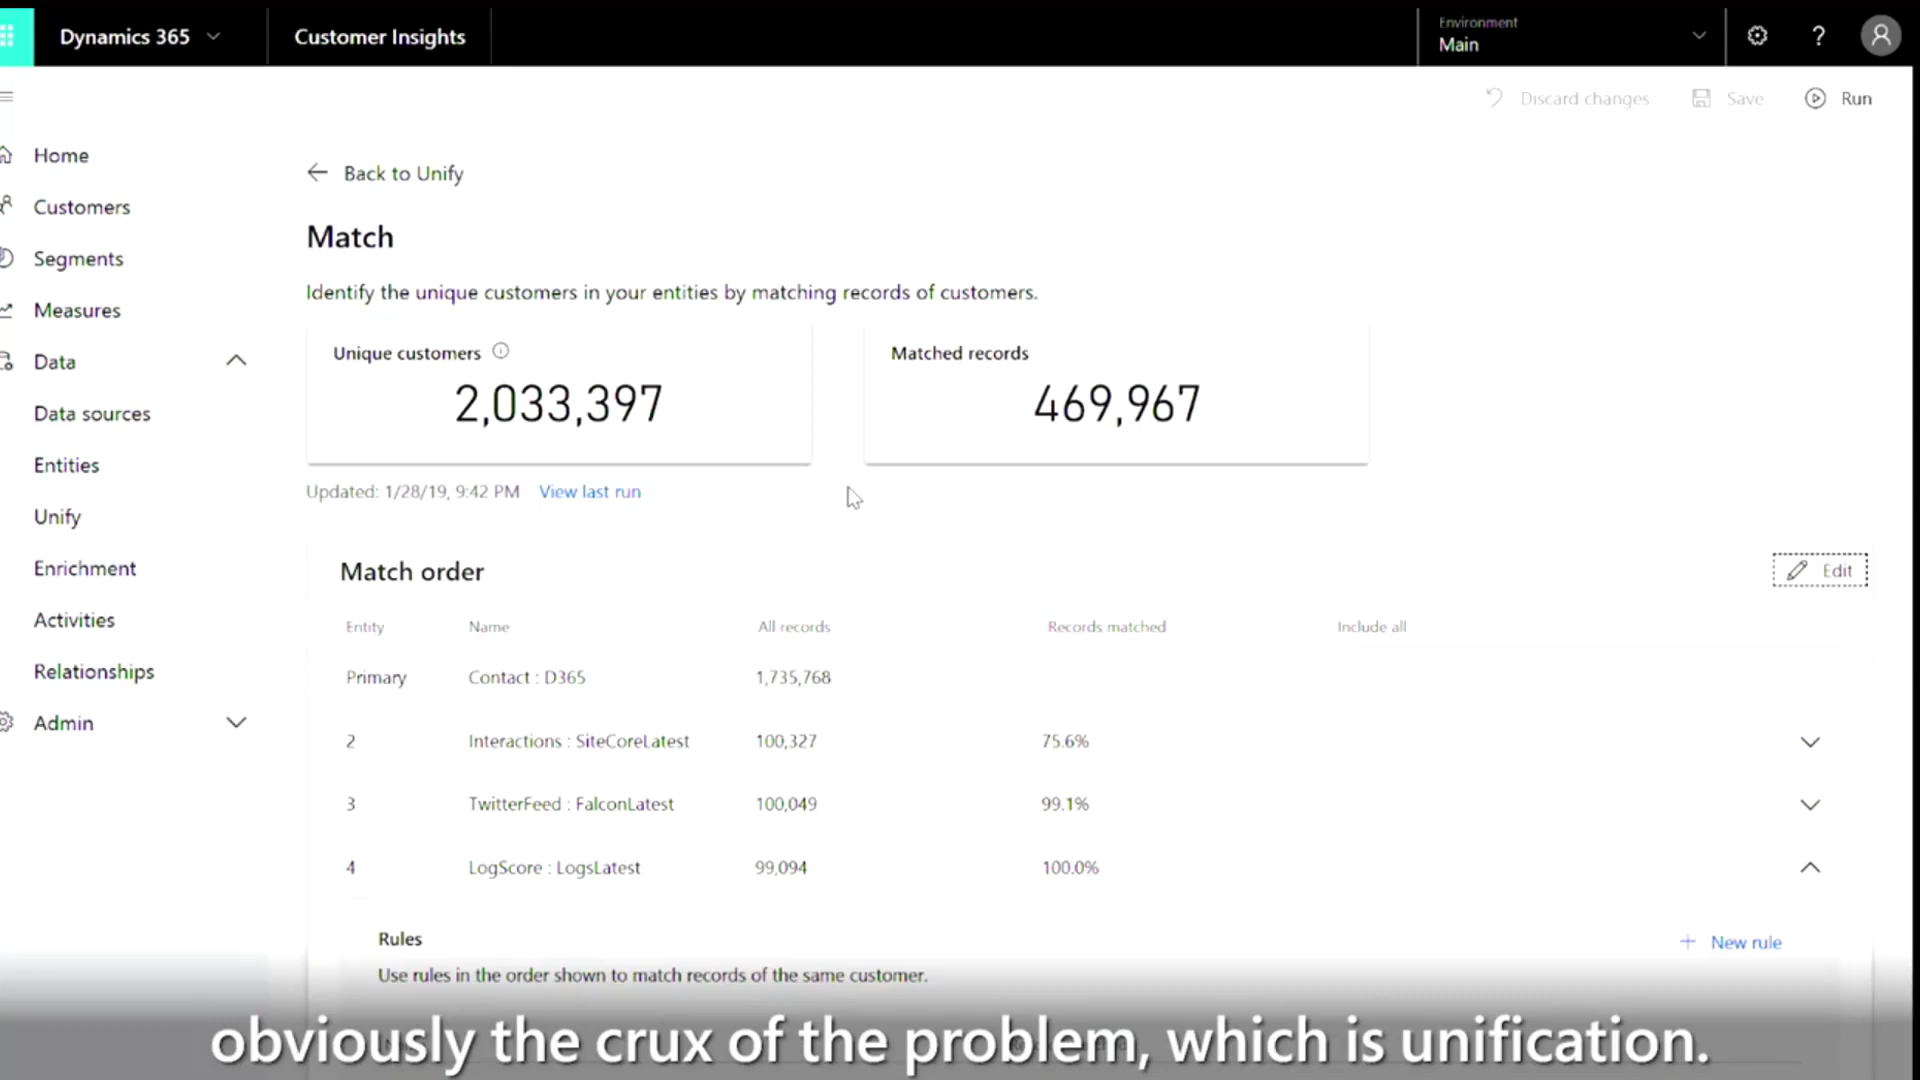 Dynamics 365
Customer Insights
Environment
Main
?
Discard changes
Save
Run
Home
Customers
Segments
Measures
Data
Data sources
Entities
Unify
Enrichment
Activities
Relationships
Admin
Back to Unify
Match
Identify the unique customers in your entities by matching records of customers.
Unique customers
2,033,397
Matched records
469,967
Updated: 1/28/19, 9:42 PM View last run
Match order
Edit
Entity Name All records Records matched Include all
Primary Contact : D365 1,735,768
2 Interactions : SiteCoreLatest 100,327 75.6%
3 TwitterFeed : FalconLatest 100,049 99.1%
4 LogScore : LogsLatest 99,094 100.0%
Rules
+ New rule
Use rules in the order shown to match records of the same customer.
obviously the crux of the problem, which is unification.